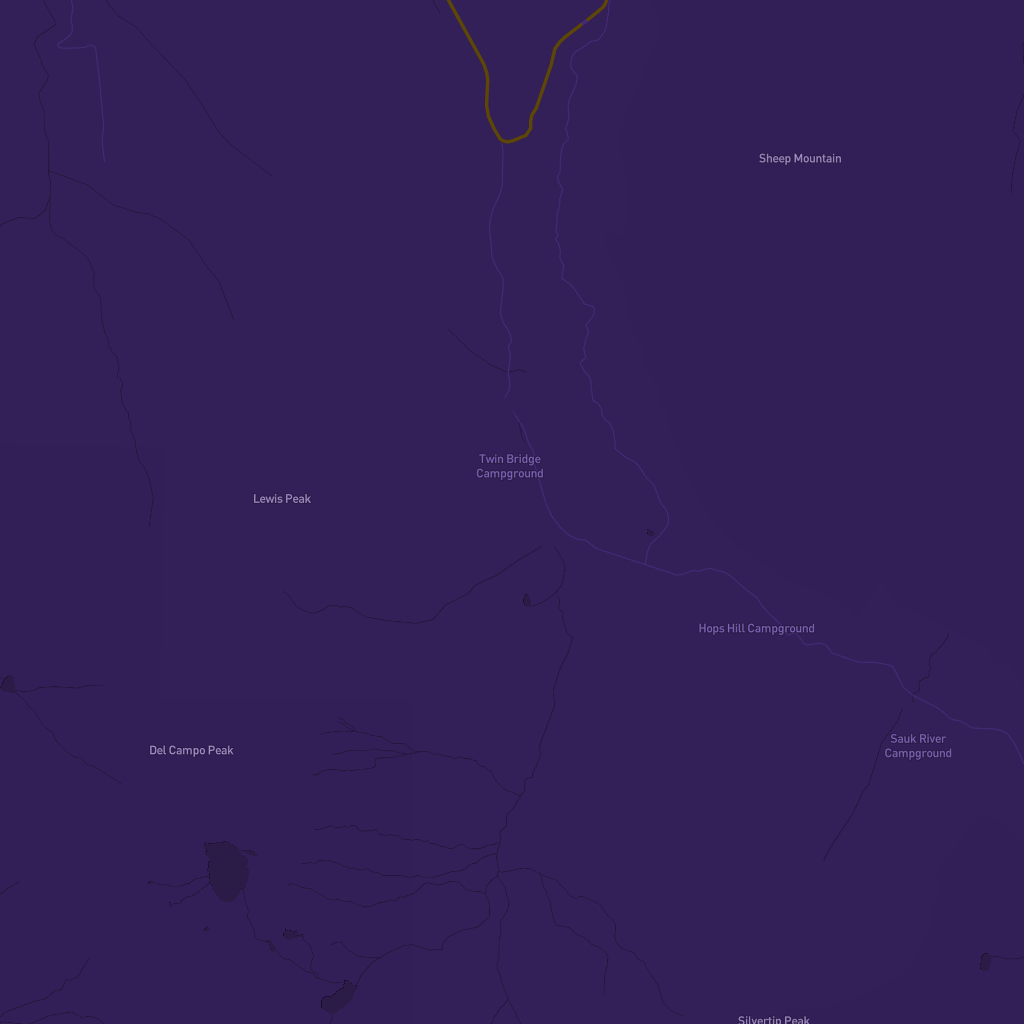 Sheep Mountain
Twin Bridge
Campground
Lewis Peak
Hops Hill Campground
Sauk River
Campground
Del Campo Peak
Silvertip Peak